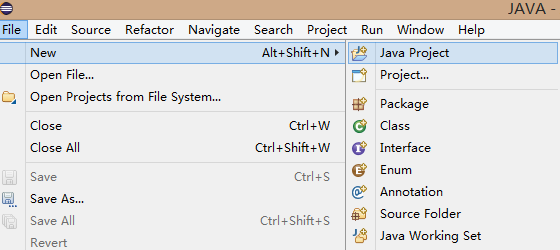 JAVA -
File Edit Source Refactor Navigate Search Project Run Window Help
New Alt+Shift+N
Open File...
Open Projects from File System...
Close Ctrl+W
Close All Ctrl+Shift+W
Save Ctrl+S
Save As...
Save All Ctrl+Shift+S
Revert
Java Project
Project...
Package
Class
Interface
Enum
Annotation
Source Folder
Java Working Set